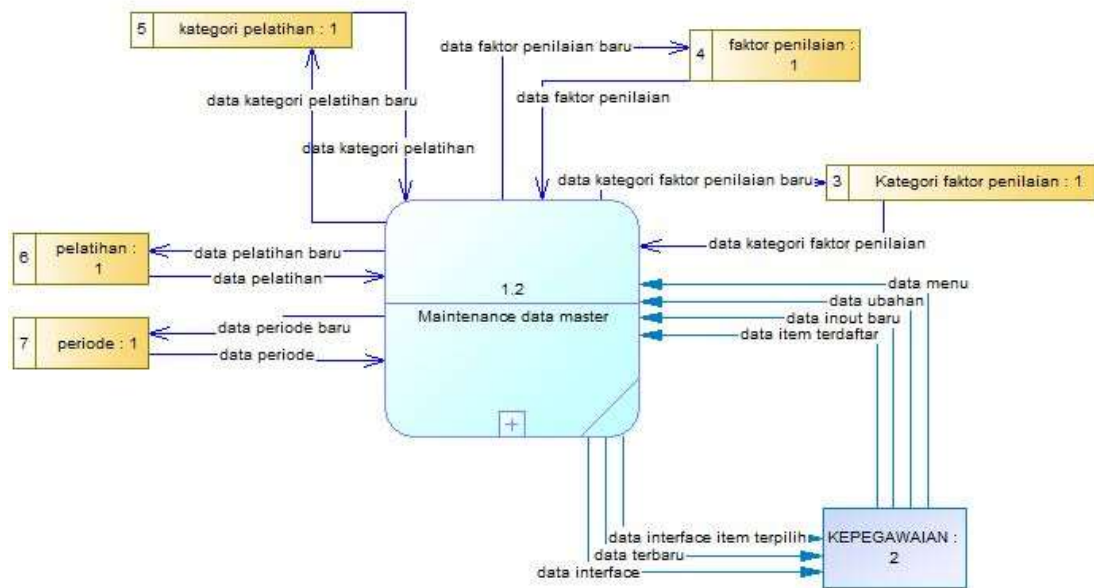 5 kategori pelatihan : 1
data faktor penilaian baru
4 faktor penilaian :
1
data kategori pelatihan baru
data faktor penilaian
data kategori pelatihan
data kategori faktor penilaian baru
3 Kategori faktor penilaian : 1
data kategori faktor penilaian
6 pelatihan :
1
data pelatihan baru
data pelatihan
1.2
Maintenance data master
data menu
data ubahan
data inout baru
data item terdaftar
7 periode : 1
data periode baru
data periode
data interface item terpilih
data terbaru
data interface
KEPEGAWAIAN :
2